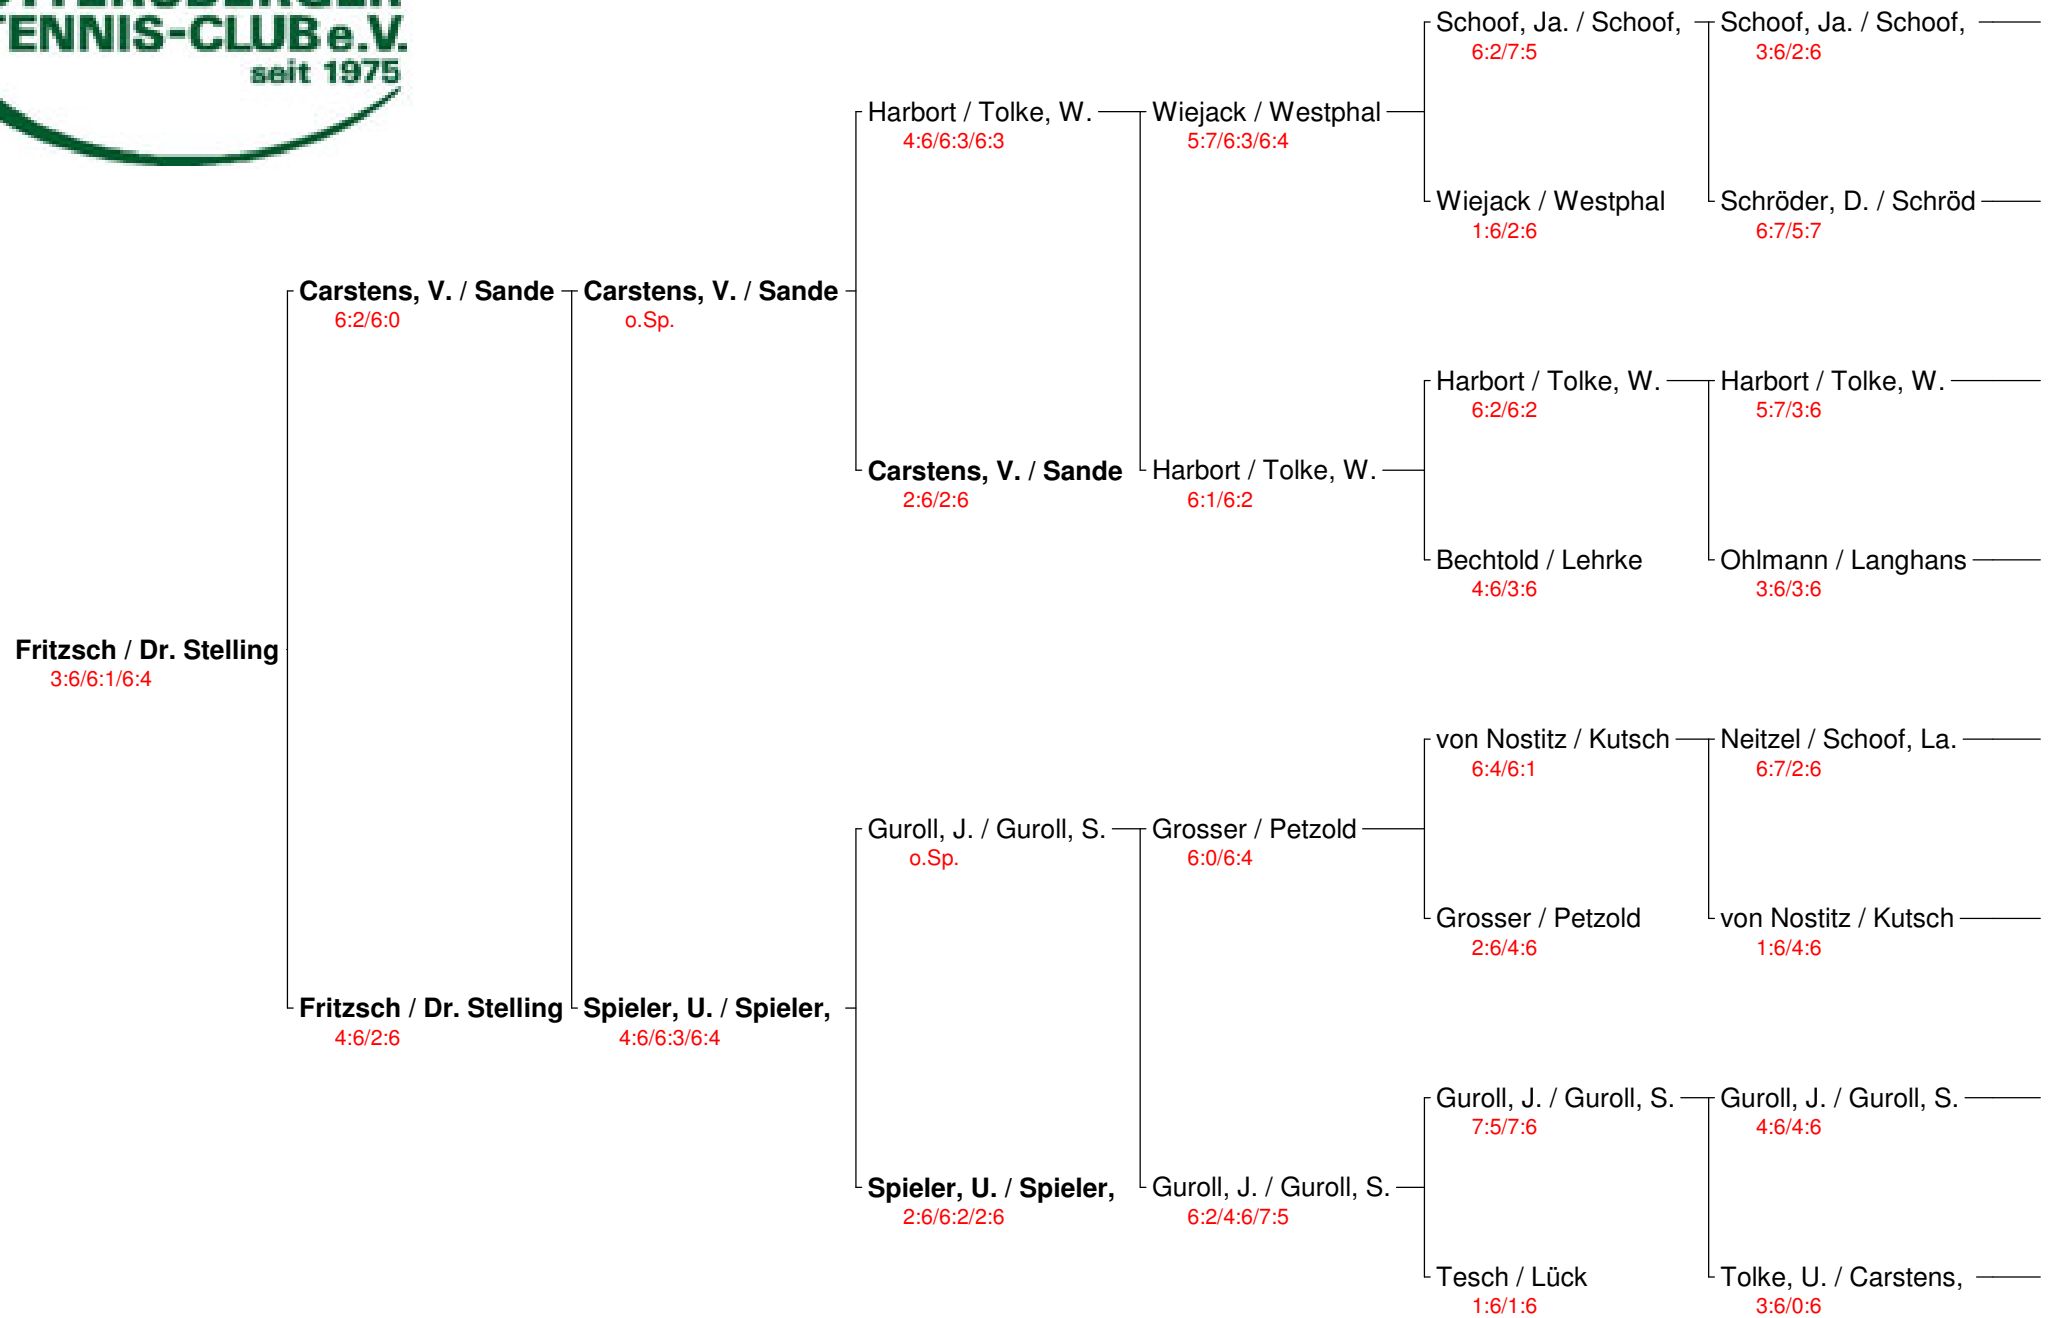 TENNIS-CLUB e.V.
seit 1975
Schoof, Ja. / Schoof,
6:2/7:5
Schoof, Ja. / Schoof,
3:6/2:6
Harbort / Tolke, W.
4:6/6:3/6:3
Wiejack / Westphal
5:7/6:3/6:4
Wiejack / Westphal
1:6/2:6
Schröder, D. / Schröd
6:7/5:7
Carstens, V. / Sande
6:2/6:0
Carstens, V. / Sande
o.Sp.
Harbort / Tolke, W.
6:2/6:2
Harbort / Tolke, W.
5:7/3:6
Carstens, V. / Sande
2:6/2:6
Harbort / Tolke, W.
6:1/6:2
Bechtold / Lehrke
4:6/3:6
Ohlmann / Langhans
3:6/3:6
Fritzsch / Dr. Stelling
3:6/6:1/6:4
von Nostitz / Kutsch
6:4/6:1
Neitzel / Schoof, La.
6:7/2:6
Guroll, J. / Guroll, S.
o.Sp.
Grosser / Petzold
6:0/6:4
Grosser / Petzold
2:6/4:6
von Nostitz / Kutsch
1:6/4:6
Fritzsch / Dr. Stelling
4:6/2:6
Spieler, U. / Spieler,
4:6/6:3/6:4
Guroll, J. / Guroll, S.
7:5/7:6
Guroll, J. / Guroll, S.
4:6/4:6
Spieler, U. / Spieler,
2:6/6:2/2:6
Guroll, J. / Guroll, S.
6:2/4:6/7:5
Tesch / Lück
1:6/1:6
Tolke, U. / Carstens,
3:6/0:6